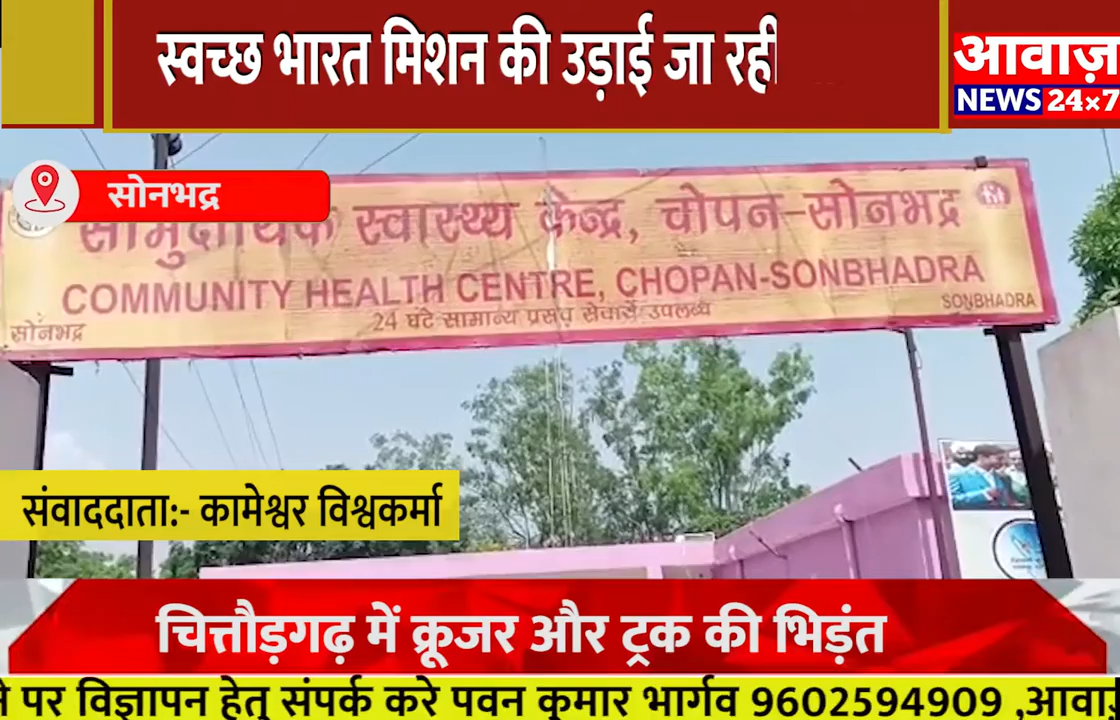 स्वच्छ भारत मिशन की उड़ाई जा रही
आवाज़
NEWS 24×7
सोनभद्र
सामुदायिक स्वास्थ्य केन्द्र, चोपन–सोनभद्र
COMMUNITY HEALTH CENTRE, CHOPAN-SONBHADRA
SONBHADRA
24 घंटे सामान्य प्रसव सेवायें उपलब्ध
सोनभद्र
संवाददाता:- कामेश्वर विश्वकर्मा
चित्तौड़गढ़ में क्रूजर और ट्रक की भिड़ंत
पर विज्ञापन हेतु संपर्क करे पवन कुमार भार्गव 9602594909 ,आवाज़